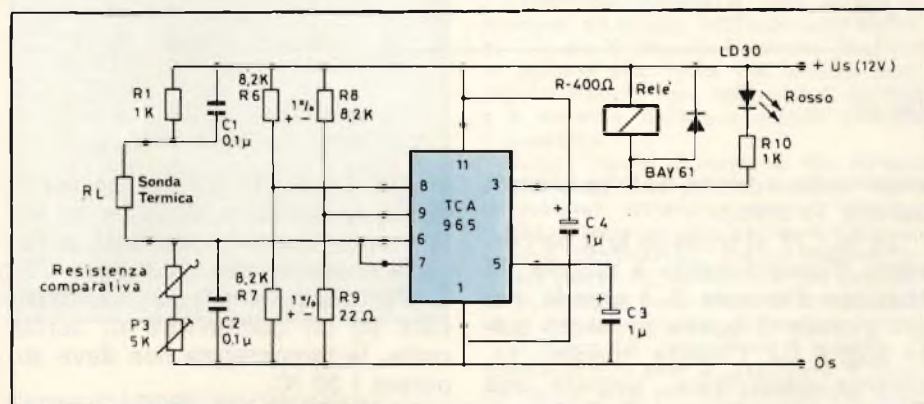 LD30
+ Us (12V)
R1
1K
C1
0,1µ
8,2K
R6
1%
+ -
R8
8,2K
R-400Ω
Rele'
Rosso
R10
1K
BAY 61
RL
Sonda
Termica
11
8
9
6
7
TCA
965
3
5
1
+
C4
1µ
+
C3
1µ
Resistenza
comparativa
P3
5K
C2
0,1µ
8,2K
R7
1%
+ -
R9
22Ω
Os